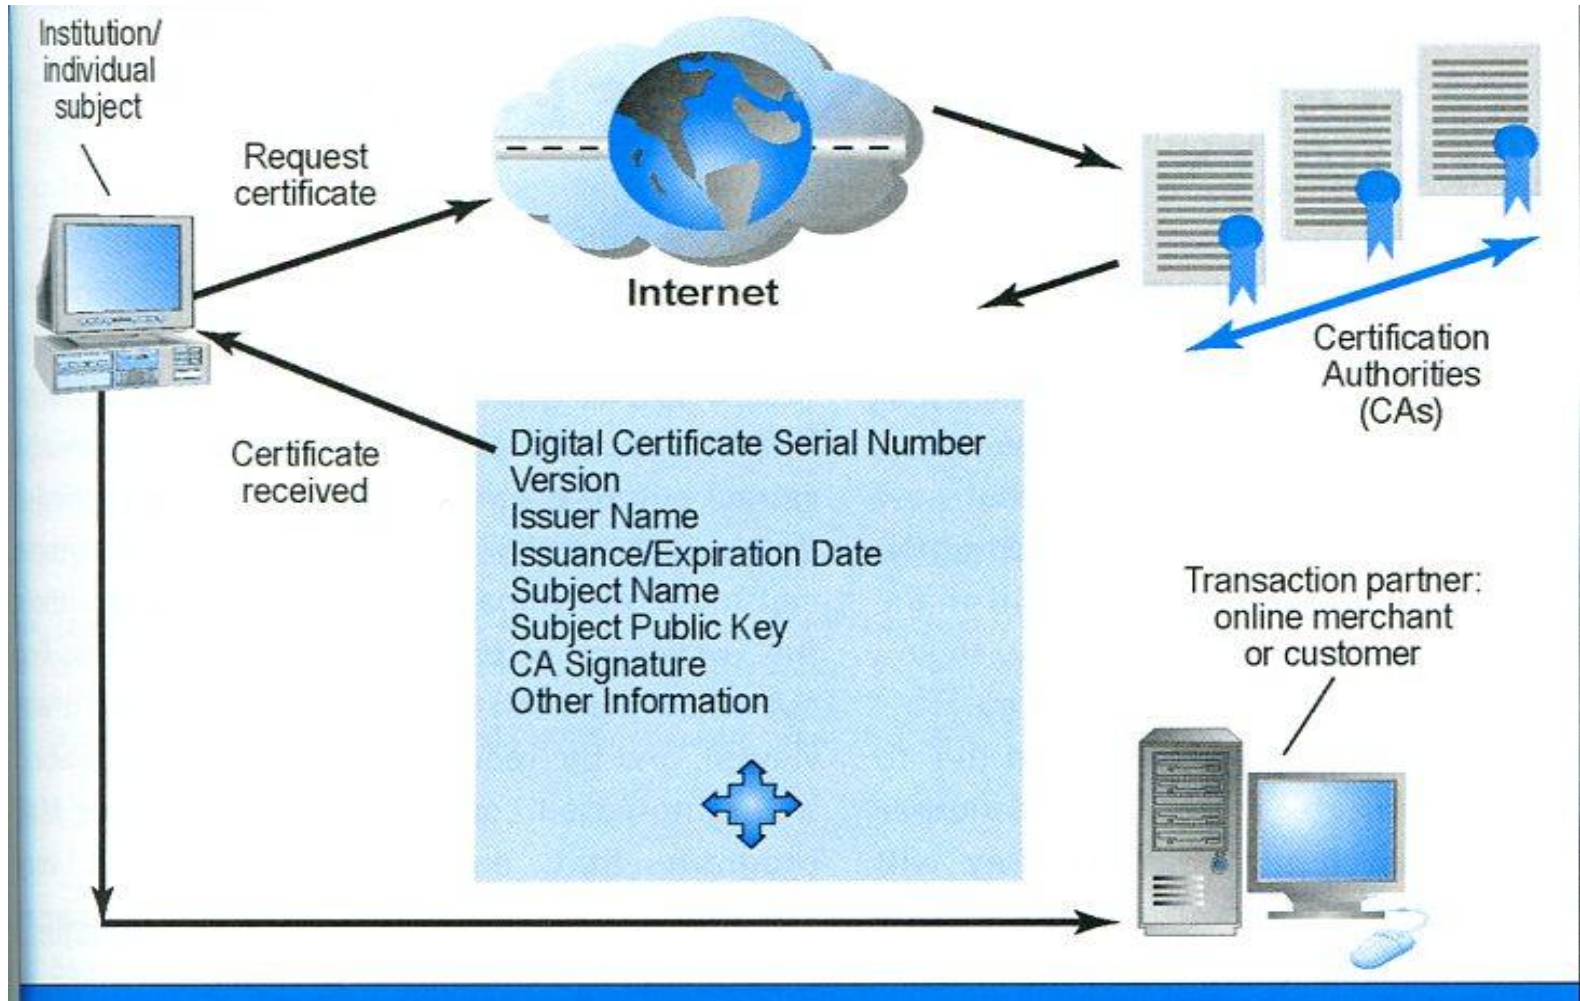 Institution/
individual
subject
Request
certificate
Internet
Certification
Authorities
(CAs)
Certificate
received
Digital Certificate Serial Number
Version
Issuer Name
Issuance/Expiration Date
Subject Name
Subject Public Key
CA Signature
Other Information
Transaction partner:
online merchant
or customer